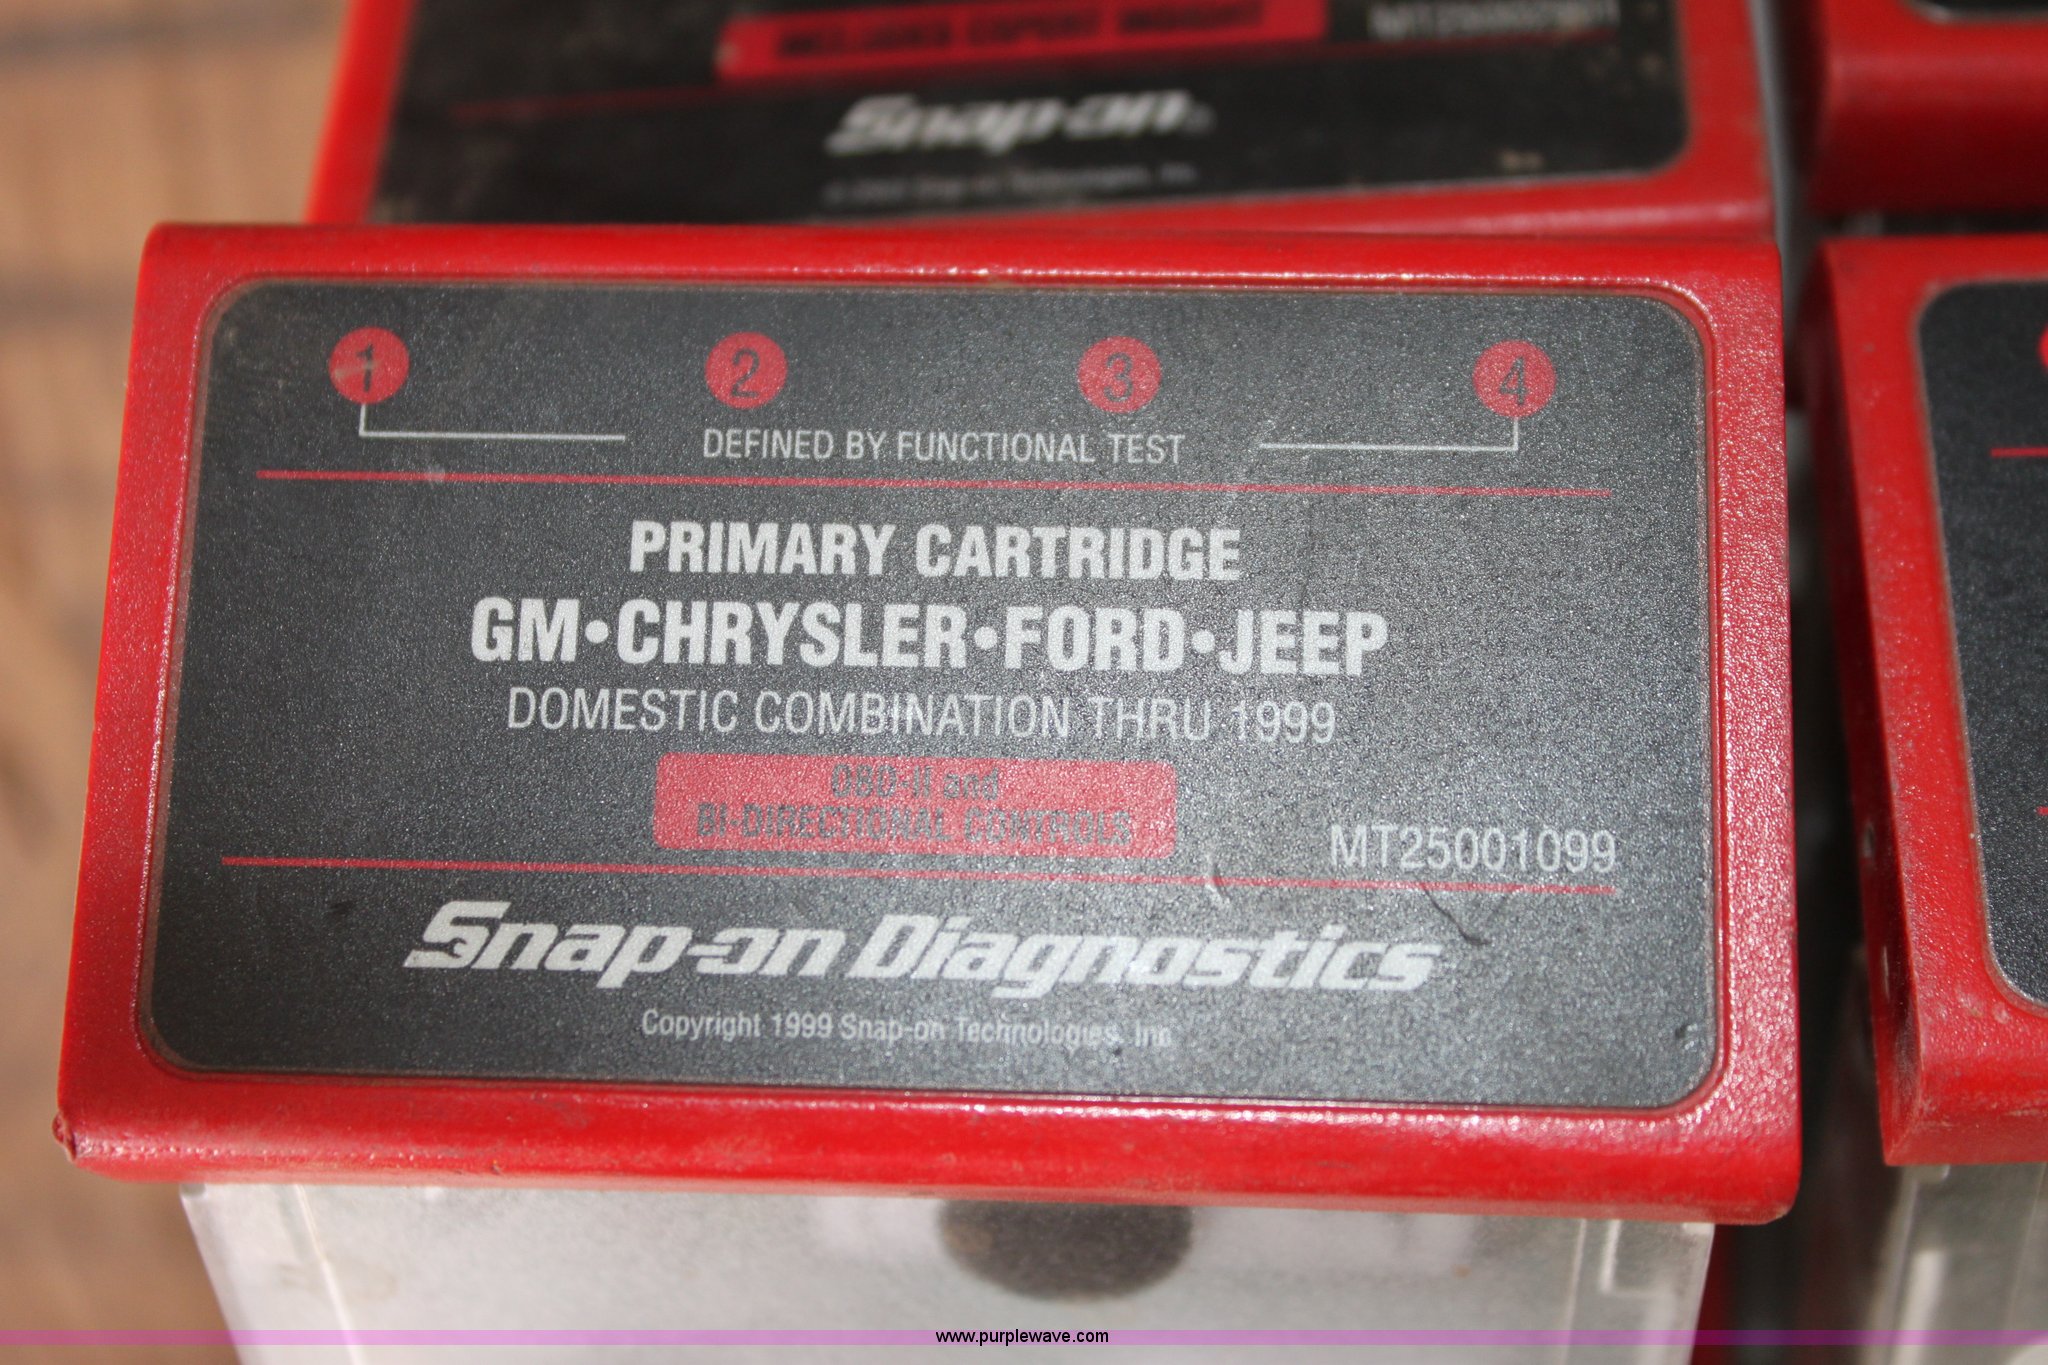 Snap-on
1 2 3 4
DEFINED BY FUNCTIONAL TEST
PRIMARY CARTRIDGE
GM•CHRYSLER•FORD•JEEP
DOMESTIC COMBINATION THRU 1999
OBD-II and
BI-DIRECTIONAL CONTROLS
MT25001099
Snap-on Diagnostics
Copyright 1999 Snap-on Technologies, Inc.
www.purplewave.com